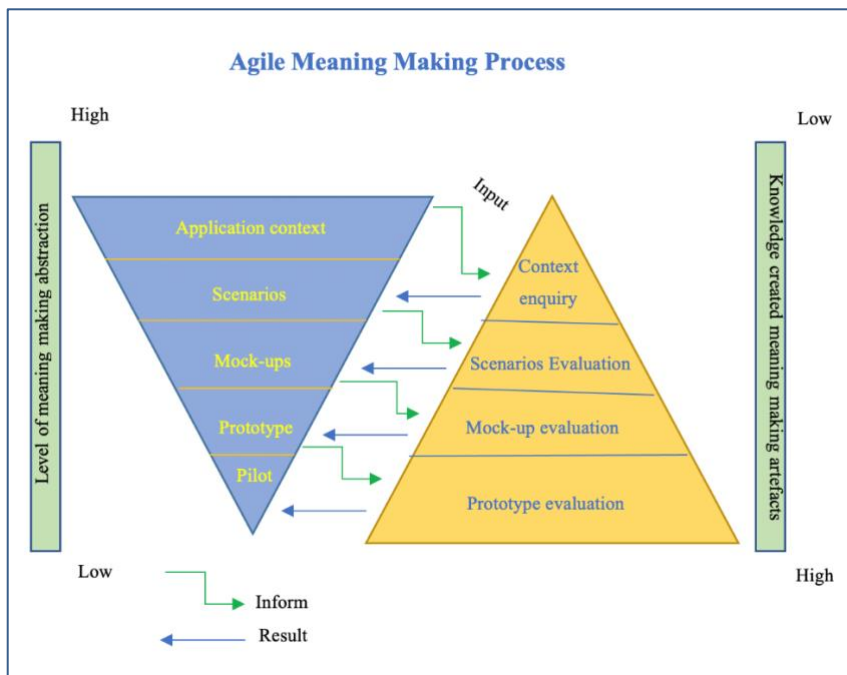 Agile Meaning Making Process
High
Low
Level of meaning making abstraction
Knowledge created meaning making artefacts
Input
Application context
Scenarios
Mock-ups
Prototype
Pilot
Context
enquiry
Scenarios Evaluation
Mock-up evaluation
Prototype evaluation
Low
High
Inform
Result